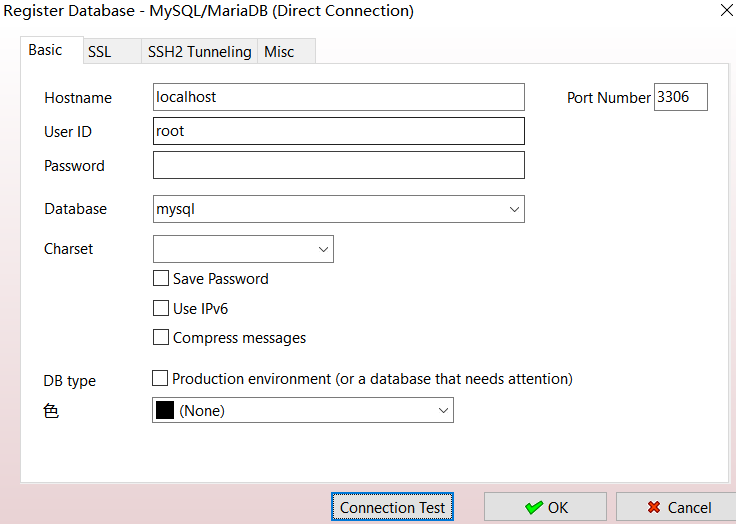 Register Database - MySQL/MariaDB (Direct Connection)
Basic SSL SSH2 Tunneling Misc
Hostname localhost Port Number 3306
User ID root
Password
Database mysql
Charset
Save Password
Use IPv6
Compress messages
DB type Production environment (or a database that needs attention)
色 (None)
Connection Test OK Cancel